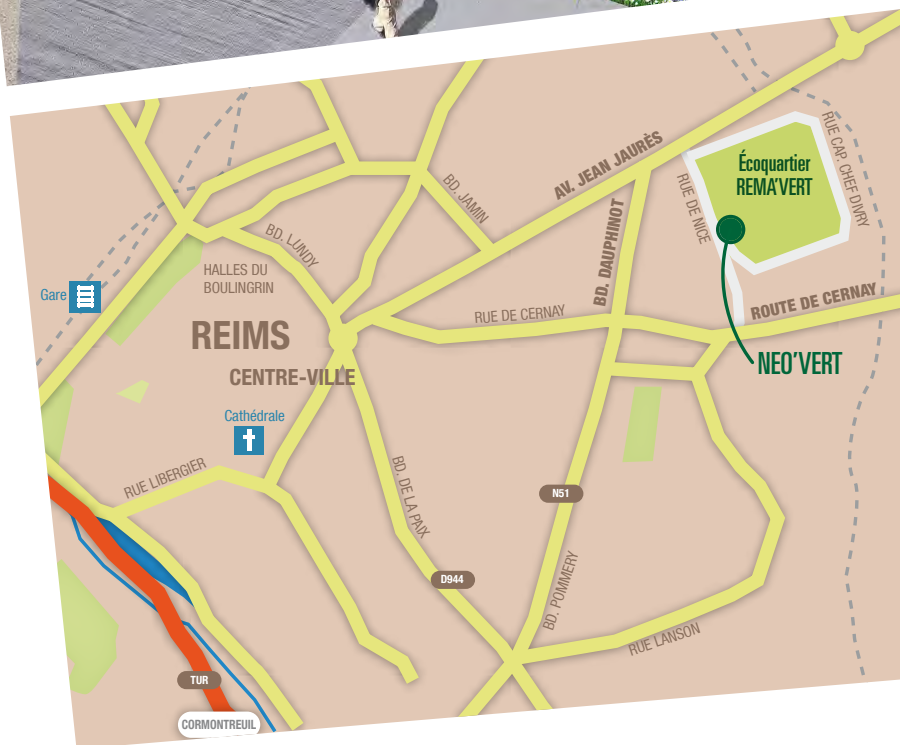 AV. JEAN JAURÈS
RUE CAP. CHEF DIVRY
Écoquartier
REMA'VERT
BD. JAMIN
RUE DE NICE
BD. DAUPHINOT
BD. LUNDY
HALLES DU
BOULINGRIN
Gare
ROUTE DE CERNAY
RUE DE CERNAY
REIMS
NEO'VERT
CENTRE-VILLE
Cathédrale
RUE LIBERGIER
BD. DE LA PAIX
N51
D944
BD. POMMERY
RUE LANSON
TUR
CORMONTREUIL